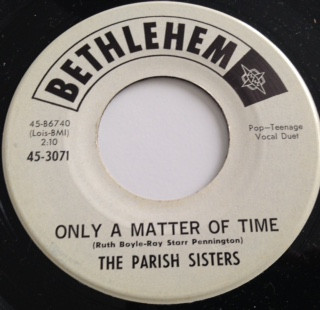 BETHLEHEM
45-B6740
(Lois-BMI)
2:10
45-3071
Pop-Teenage
Vocal Duet
ONLY A MATTER OF TIME
(Ruth Boyle-Roy Starr Pennington)
THE PARISH SISTERS